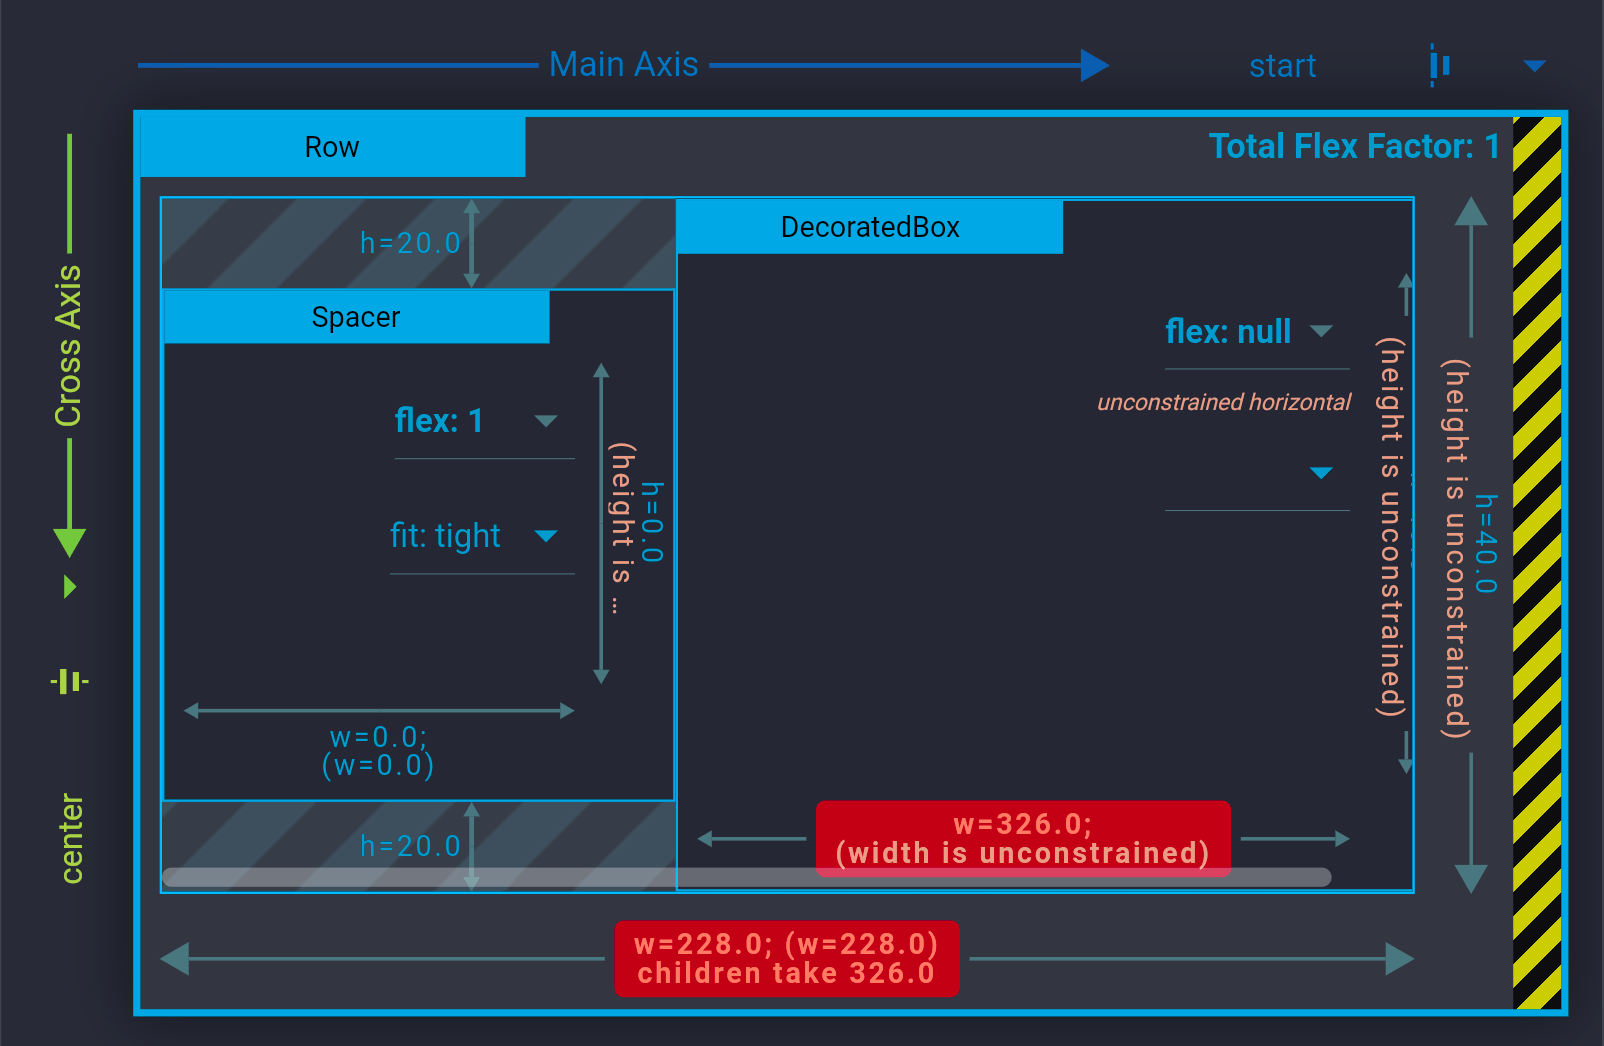 Main Axis
start
Row
Total Flex Factor: 1
h=20.0
DecoratedBox
Spacer
flex: 1
fit: tight
h=0.0
(height is ...
w=0.0;
(w=0.0)
h=20.0
flex: null
unconstrained horizontal
(height is unconstrained)
w=326.0;
(width is unconstrained)
h=40.0
(height is unconstrained)
w=228.0; (w=228.0)
children take 326.0
Cross Axis
center